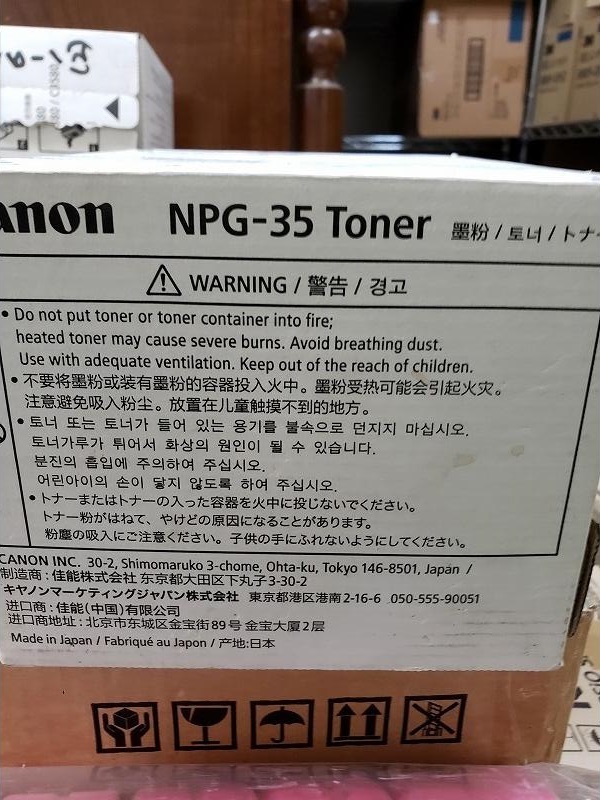 NPG-35 Toner 墨粉 / 토너 / トナー
WARNING / 警告 / 경고
• Do not put toner or toner container into fire;
heated toner may cause severe burns. Avoid breathing dust.
Use with adequate ventilation. Keep out of the reach of children.
• 不要将墨粉或装有墨粉的容器投入火中。墨粉受热可能会引起火灾。
注意避免吸入粉尘。放置在儿童触摸不到的地方。
• 토너 또는 토너가 들어 있는 용기를 불속으로 던지지 마십시오.
토너가루가 튀어서 화상의 원인이 될 수 있습니다.
분진의 흡입에 주의하여 주십시오.
어린아이의 손이 닿지 않도록 하여 주십시오.
• トナーまたはトナーの入った容器を火中に投じないでください。
トナー粉がはねて、やけどの原因になることがあります。
粉塵の吸入にご注意ください。子供の手にふれないようにしてください。
CANON INC. 30-2, Shimomaruko 3-chome, Ohta-ku, Tokyo 146-8501, Japan /
制造商 : 佳能株式会社 东京都大田区下丸子3-30-2
キヤノンマーケティングジャパン株式会社 東京都港区港南2-16-6 050-555-90051
进口商 : 佳能(中国)有限公司
进口商地址 : 北京市东城区金宝街89号 金宝大厦2层
Made in Japan / Fabriqué au Japon / 产地:日本